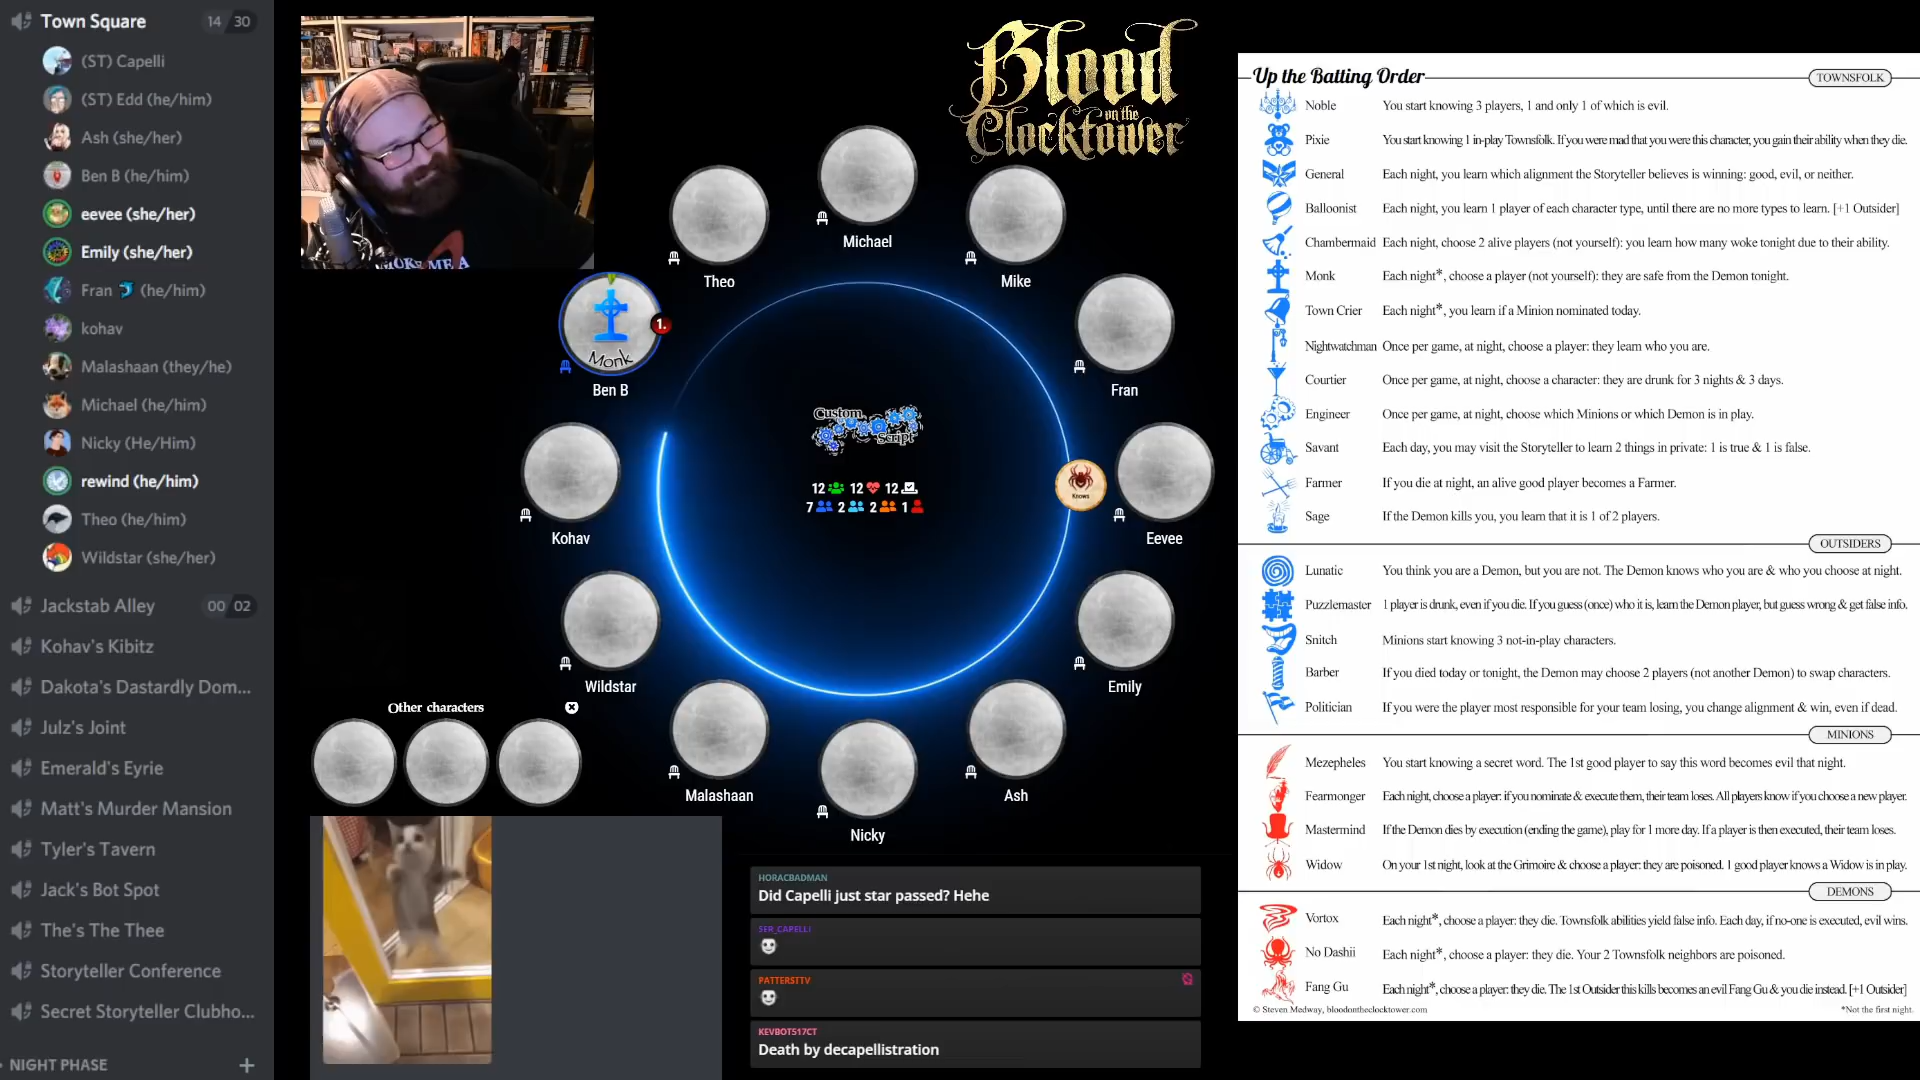 Town Square
14 30
(ST) Capelli
(ST) Edd (he/him)
Ash (she/her)
Ben B (he/him)
eevee (she/her)
Emily (she/her)
Fran (he/him)
kohav
Malashaan (they/he)
Michael (he/him)
Nicky (He/Him)
rewind (he/him)
Theo (he/him)
Wildstar (she/her)
Jackstab Alley
00 02
Kohav's Kibitz
Dakota's Dastardly Dom...
Julz's Joint
Emerald's Eyrie
Matt's Murder Mansion
Tyler's Tavern
Jack's Bot Spot
The's The Thee
Storyteller Conference
Secret Storyteller Clubho...
NIGHT PHASE +
Blood
on the
Clocktower
Michael
Theo
Mike
Monk
1.
Ben B
Fran
Kohav
Knows
Eevee
Custom
Script
12 12 12
7 2 2 1
Wildstar
Emily
Malashaan
Ash
Nicky
Other characters
HORACBADMAN
Did Capelli just star passed? Hehe
SER_CAPELLI
PATTERSTTV
KEVBOT517CT
Death by decapellistration
Up the Batting Order
TOWNSFOLK
Noble You start knowing 3 players, 1 and only 1 of which is evil.
Pixie You start knowing 1 in-play Townsfolk. If you were mad that you were this character, you gain their ability when they die.
General Each night, you learn which alignment the Storyteller believes is winning: good, evil, or neither.
Balloonist Each night, you learn 1 player of each character type, until there are no more types to learn. [+1 Outsider]
Chambermaid Each night, choose 2 alive players (not yourself): you learn how many woke tonight due to their ability.
Monk Each night*, choose a player (not yourself): they are safe from the Demon tonight.
Town Crier Each night*, you learn if a Minion nominated today.
Nightwatchman Once per game, at night, choose a player: they learn who you are.
Courtier Once per game, at night, choose a character: they are drunk for 3 nights & 3 days.
Engineer Once per game, at night, choose which Minions or which Demon is in play.
Savant Each day, you may visit the Storyteller to learn 2 things in private: 1 is true & 1 is false.
Farmer If you die at night, an alive good player becomes a Farmer.
Sage If the Demon kills you, you learn that it is 1 of 2 players.
OUTSIDERS
Lunatic You think you are a Demon, but you are not. The Demon knows who you are & who you choose at night.
Puzzlemaster 1 player is drunk, even if you die. If you guess (once) who it is, learn the Demon player, but guess wrong & get false info.
Snitch Minions start knowing 3 not-in-play characters.
Barber If you died today or tonight, the Demon may choose 2 players (not another Demon) to swap characters.
Politician If you were the player most responsible for your team losing, you change alignment & win, even if dead.
MINIONS
Mezepheles You start knowing a secret word. The 1st good player to say this word becomes evil that night.
Fearmonger Each night, choose a player: if you nominate & execute them, their team loses. All players know if you choose a new player.
Mastermind If the Demon dies by execution (ending the game), play for 1 more day. If a player is then executed, their team loses.
Widow On your 1st night, look at the Grimoire & choose a player: they are poisoned. 1 good player knows a Widow is in play.
DEMONS
Vortox Each night*, choose a player: they die. Townsfolk abilities yield false info. Each day, if no-one is executed, evil wins.
No Dashii Each night*, choose a player: they die. Your 2 Townsfolk neighbors are poisoned.
Fang Gu Each night*, choose a player: they die. The 1st Outsider this kills becomes an evil Fang Gu & you die instead. [+1 Outsider]
© Steven Medway, bloodontheclocktower.com *Not the first night.